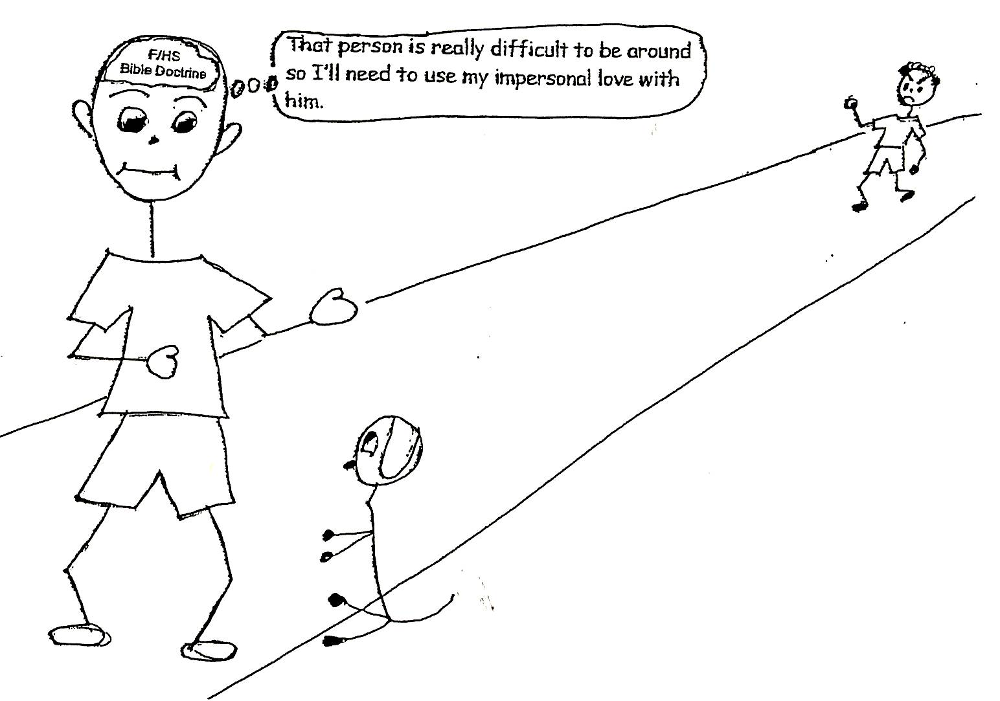 F/HS
Bible Doctrine
That person is really difficult to be around
so I'll need to use my impersonal love with
him.